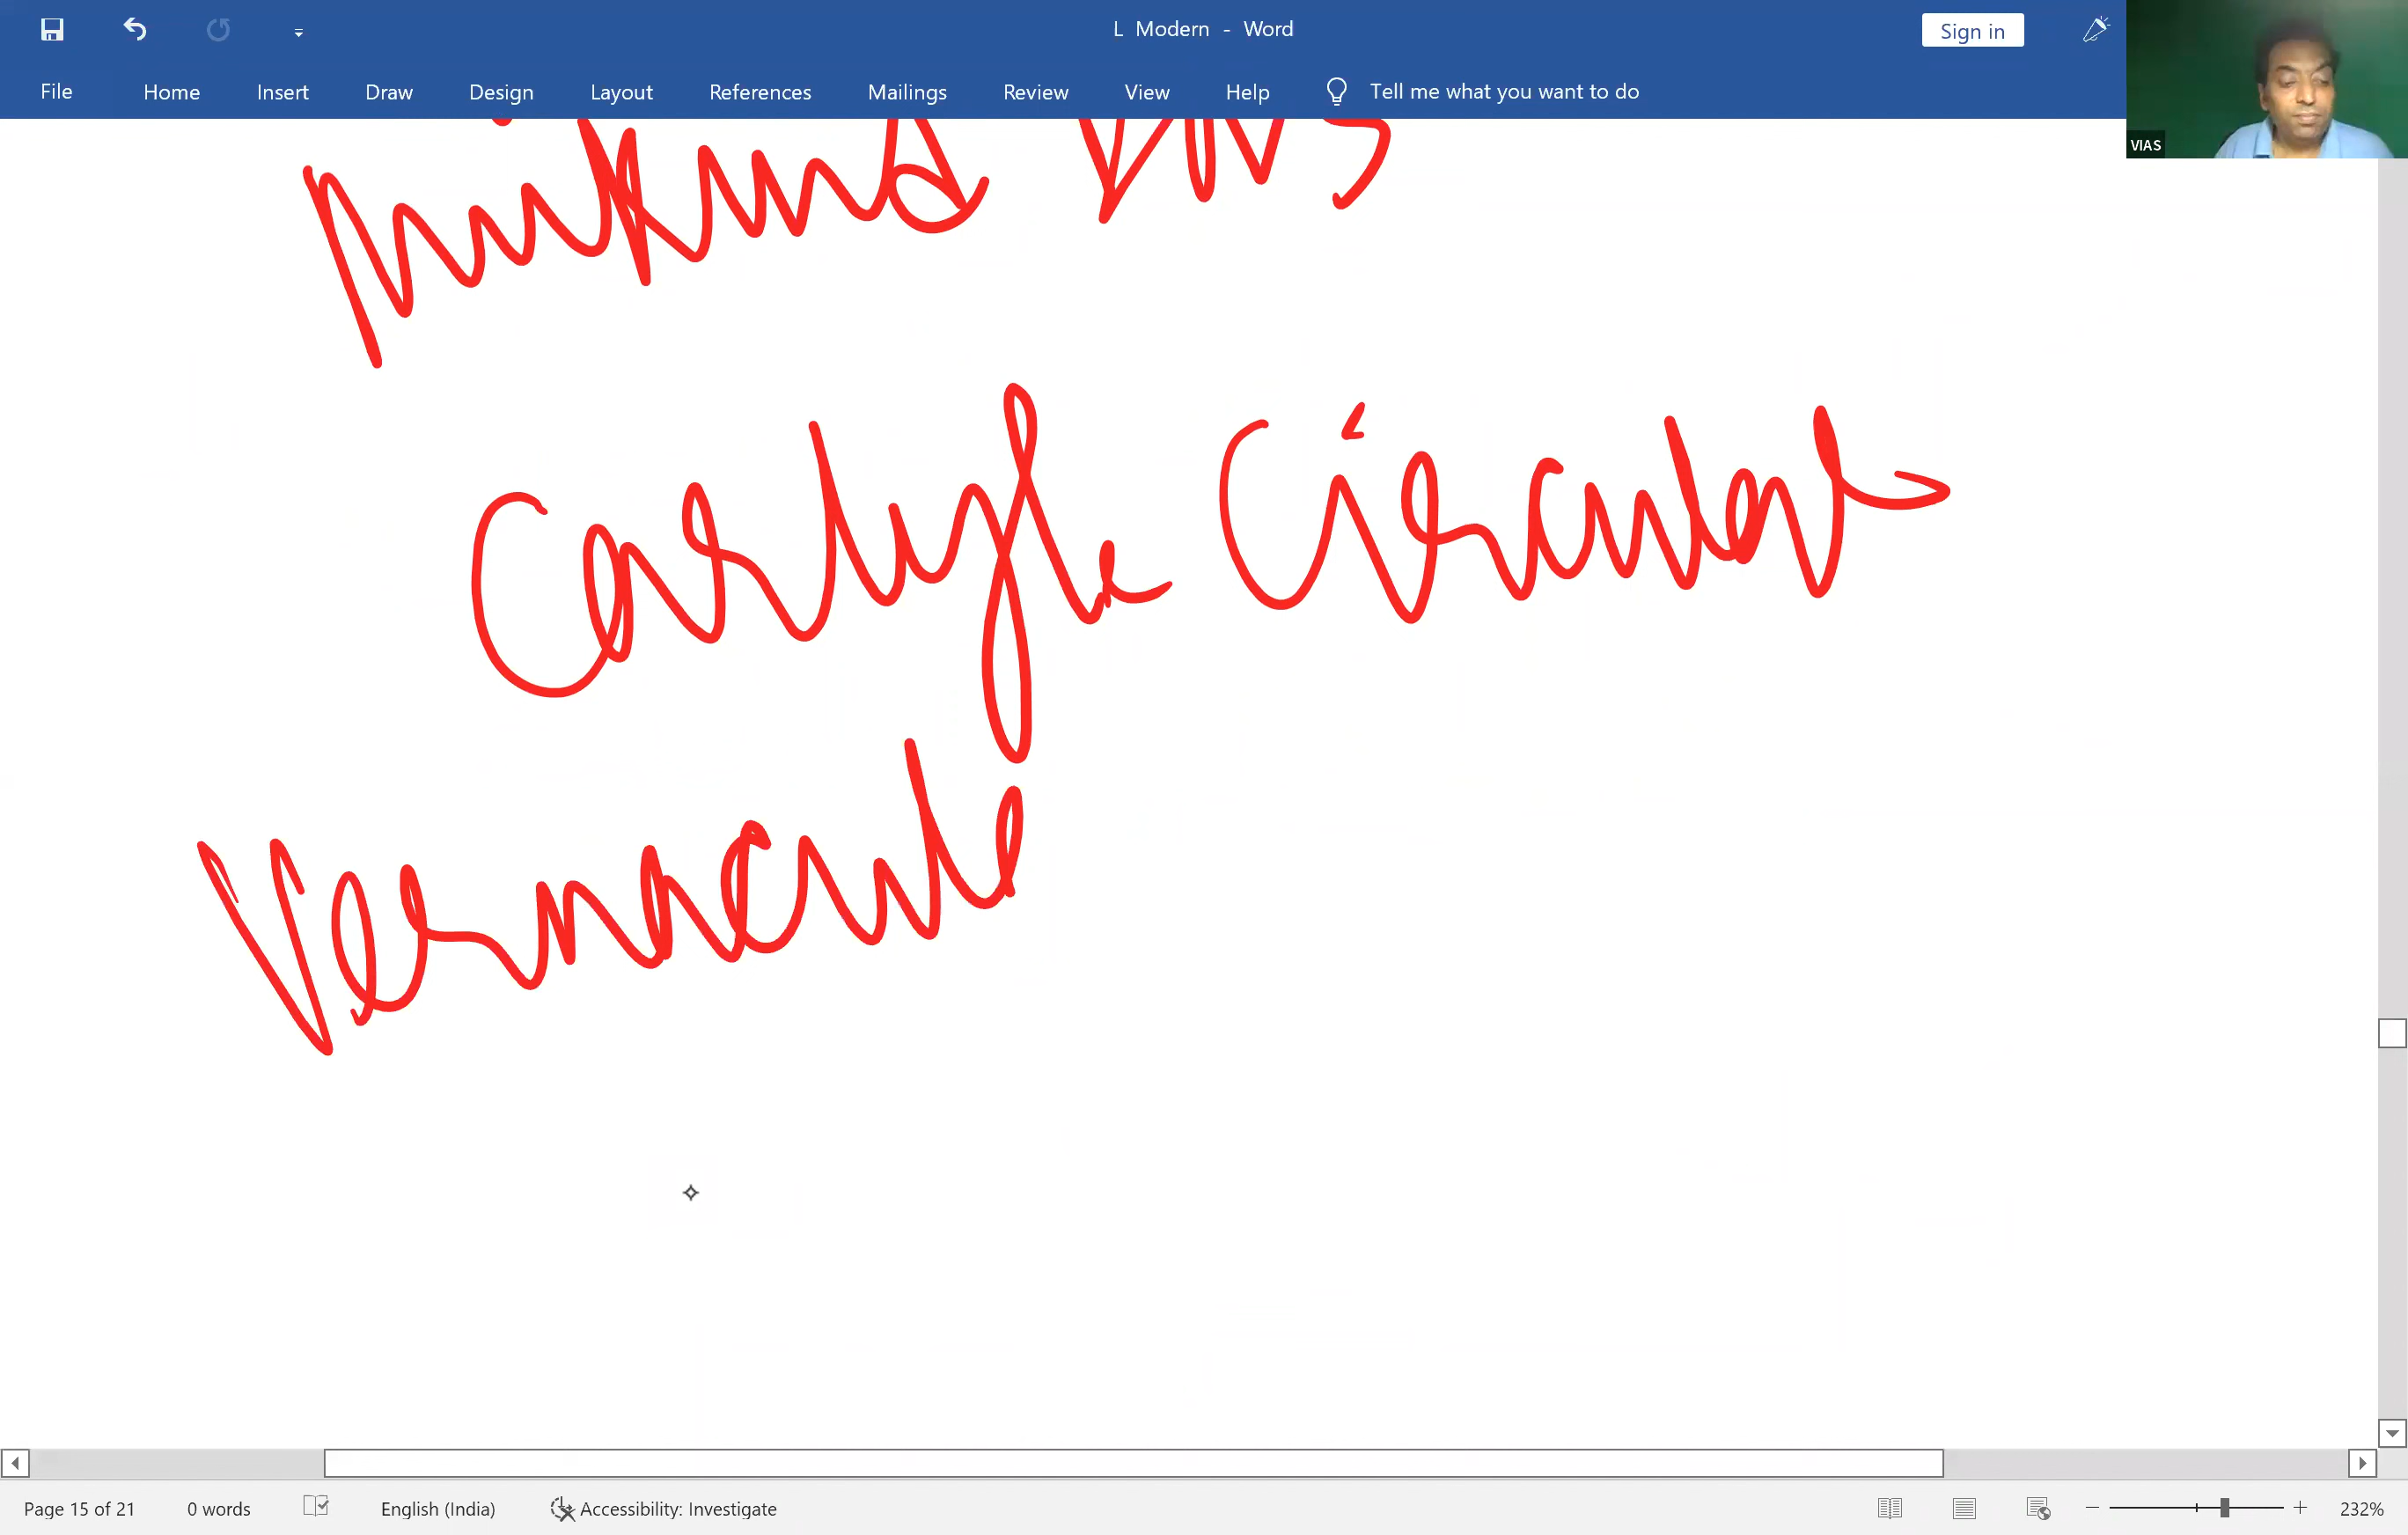 L Modern - Word
Sign in
File Home Insert Draw Design Layout References Mailings Review View Help Tell me what you want to do
VIAS
Carlyle Circular
Vernacula
Page 15 of 21 0 words English (India) Accessibility: Investigate 232%